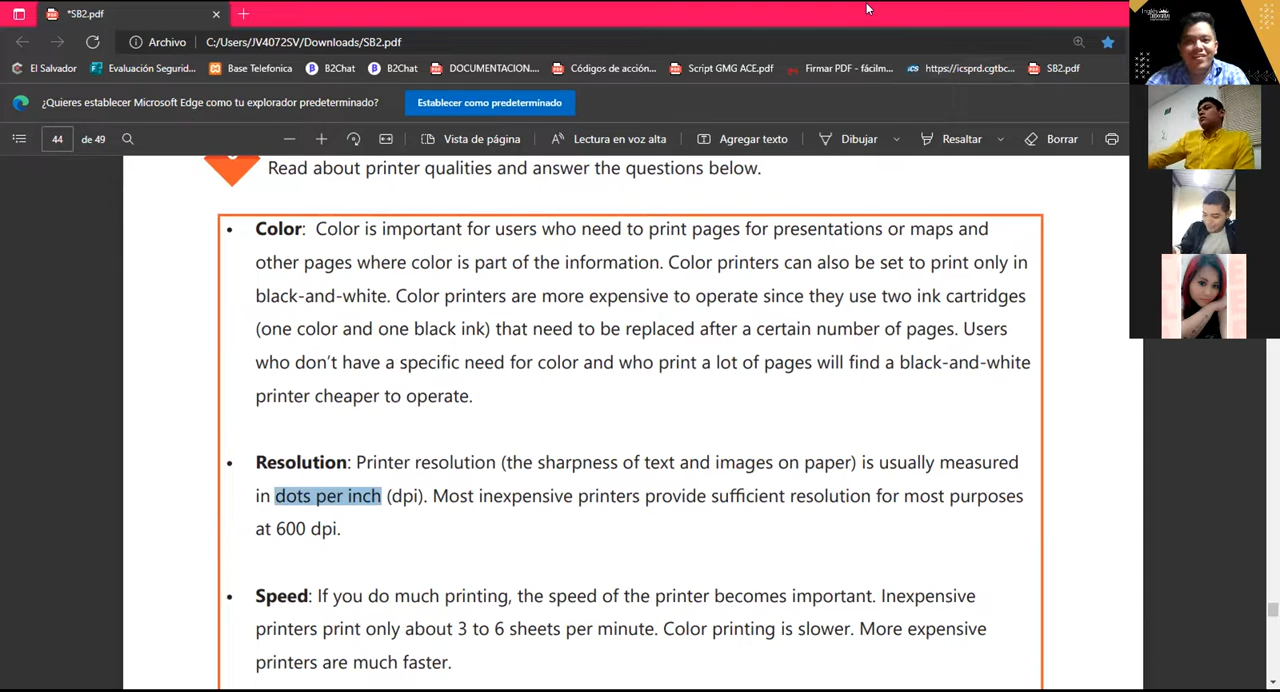 *SB2.pdf
Archivo C:/Users/JV4072SV/Downloads/SB2.pdf
El Salvador Evaluación Segurid... Base Telefonica B2Chat B2Chat DOCUMENTATION.... Códigos de acción... Script GMG ACE.pdf Firmar PDF - fácilm... https://icsprd.cgtbc... SB2.pdf
¿Quieres establecer Microsoft Edge como tu explorador predeterminado? Establecer como predeterminado
44 de 49 Vista de página Lectura en voz alta Agregar texto Dibujar Resaltar Borrar
Read about printer qualities and answer the questions below.
• Color: Color is important for users who need to print pages for presentations or maps and
other pages where color is part of the information. Color printers can also be set to print only in
black-and-white. Color printers are more expensive to operate since they use two ink cartridges
(one color and one black ink) that need to be replaced after a certain number of pages. Users
who don't have a specific need for color and who print a lot of pages will find a black-and-white
printer cheaper to operate.
• Resolution: Printer resolution (the sharpness of text and images on paper) is usually measured
in dots per inch (dpi). Most inexpensive printers provide sufficient resolution for most purposes
at 600 dpi.
• Speed: If you do much printing, the speed of the printer becomes important. Inexpensive
printers print only about 3 to 6 sheets per minute. Color printing is slower. More expensive
printers are much faster.